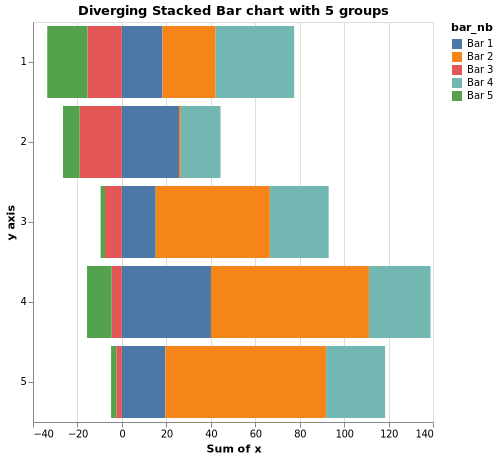 Diverging Stacked Bar chart with 5 groups
bar_nb
Bar 1
Bar 2
Bar 3
Bar 4
Bar 5
y axis
1
2
3
4
5
−40 −20 0 20 40 60 80 100 120 140
Sum of x